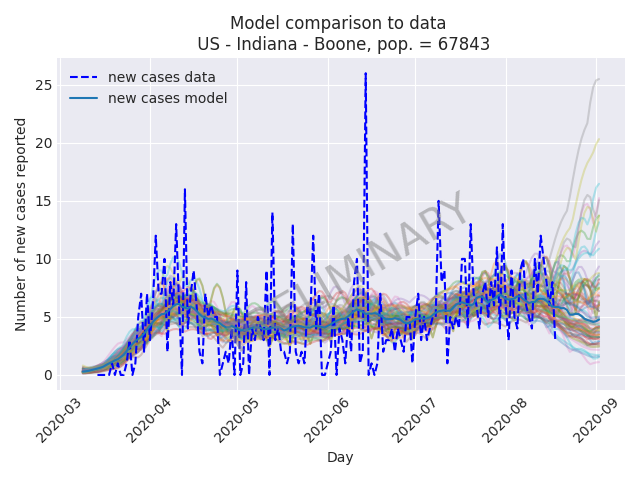 Model comparison to data
US - Indiana - Boone, pop. = 67843
new cases data
new cases model
Number of new cases reported
25
20
15
10
5
0
PRELIMINARY
2020-03
2020-04
2020-05
2020-06
2020-07
2020-08
2020-09
Day